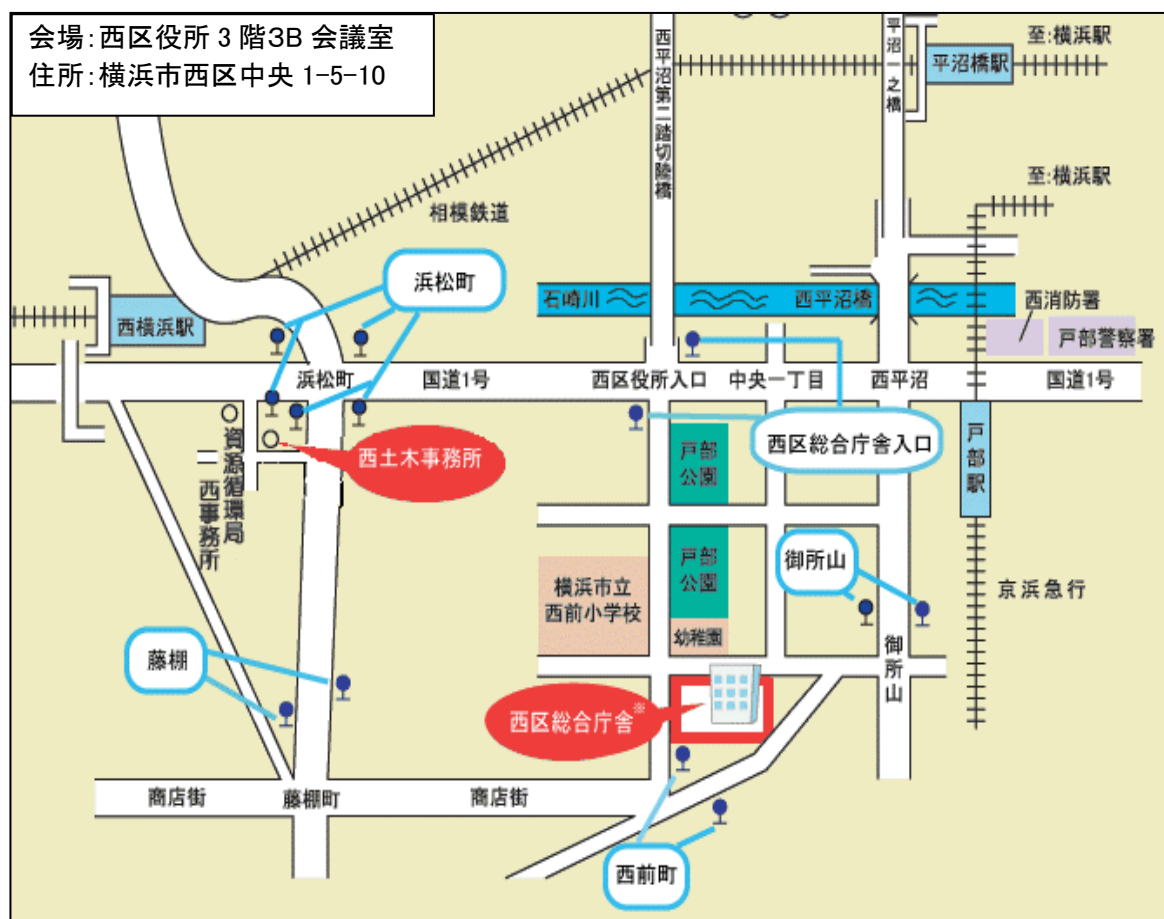 会場：西区役所 3 階3B 会議室
住所：横浜市西区中央 1-5-10
西平沼第二踏切陸橋
平沼一之橋
平沼橋駅
至:横浜駅
至:横浜駅
相模鉄道
浜松町
石崎川
西平沼橋
西消防署
戸部警察署
西横浜駅
浜松町
国道1号
西区役所入口
中央一丁目
西平沼
国道1号
西土木事務所
資源循環局
西事務所
戸部
公園
西区総合庁舎入口
戸部駅
横浜市立
西前小学校
戸部
公園
幼稚園
御所山
京浜急行
御所山
藤棚
西区総合庁舎※
商店街
藤棚町
商店街
西前町